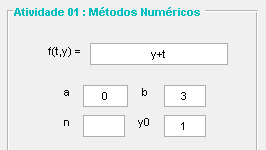 Atividade 01 : Métodos Numéricos
f(t,y) = y+t
a 0 b 3
n y0 1